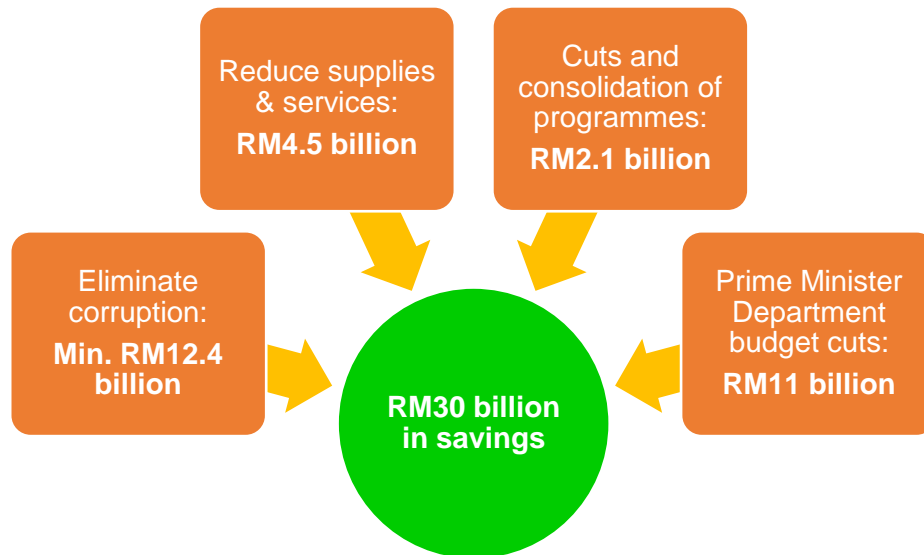 Reduce supplies
& services:
RM4.5 billion
Cuts and
consolidation of
programmes:
RM2.1 billion
Eliminate
corruption:
Min. RM12.4
billion
Prime Minister
Department
budget cuts:
RM11 billion
RM30 billion
in savings